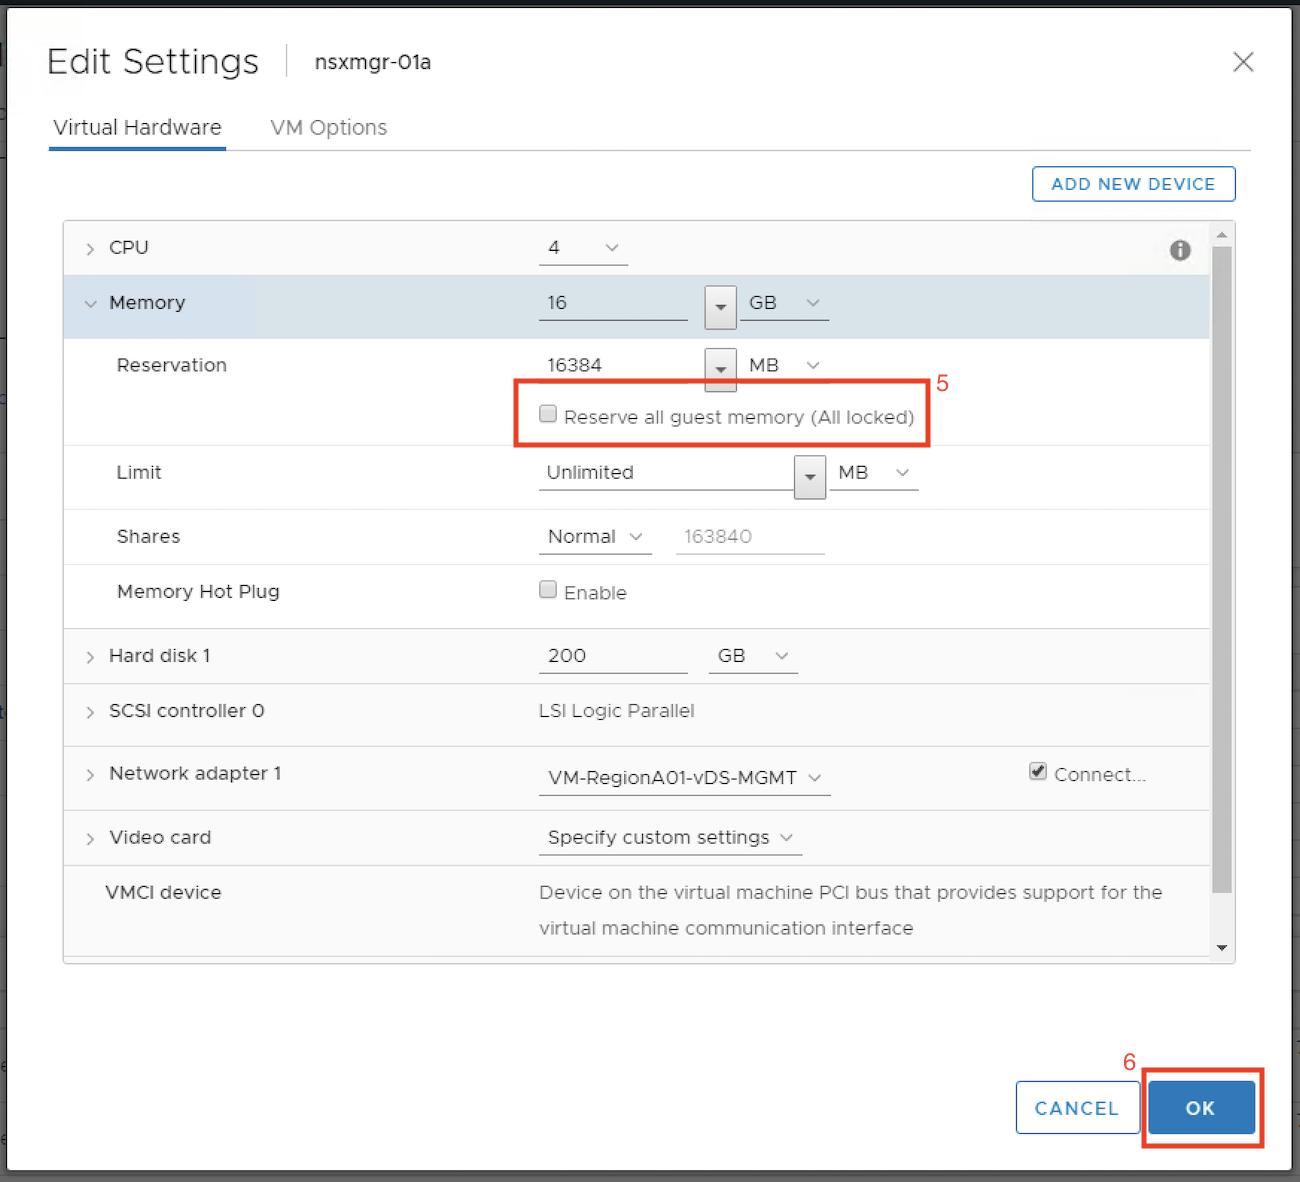 Edit Settings nsxmgr-01a
Virtual Hardware VM Options
ADD NEW DEVICE
CPU 4
Memory 16 GB
Reservation 16384 MB
5
Reserve all guest memory (All locked)
Limit Unlimited MB
Shares Normal 163840
Memory Hot Plug Enable
Hard disk 1 200 GB
SCSI controller 0 LSI Logic Parallel
Network adapter 1 VM-RegionA01-vDS-MGMT Connect...
Video card Specify custom settings
VMCI device Device on the virtual machine PCI bus that provides support for the
virtual machine communication interface
6
CANCEL OK